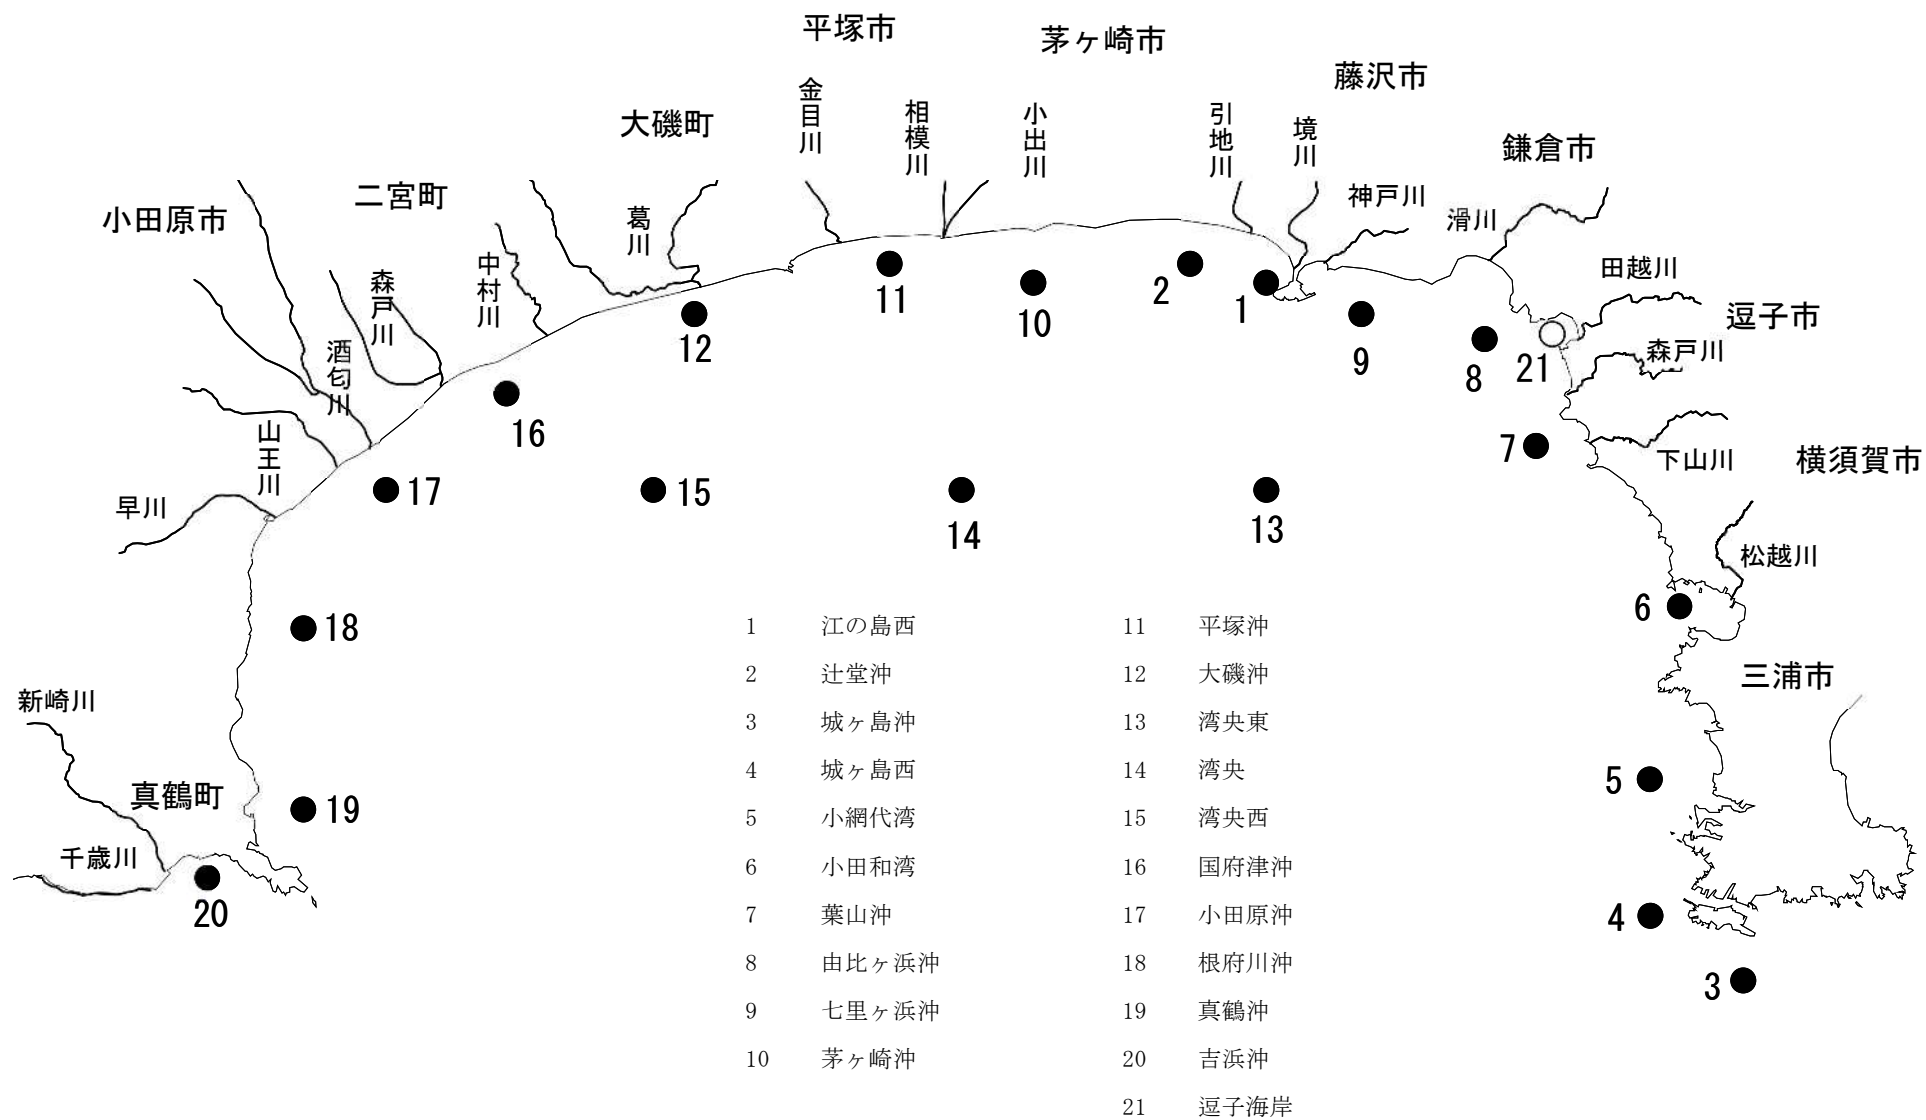 平塚市
茅ヶ崎市
藤沢市
大磯町
金目川
相模川
小出川
引地川
境川
鎌倉市
二宮町
小田原市
葛川
神戸川
滑川
中村川
森戸川
田越川
逗子市
森戸川
酒匂川
山王川
早川
下山川
横須賀市
松越川
三浦市
新崎川
真鶴町
千歳川
11
10
2
1
12
9
8
21
16
7
17
15
14
13
6
18
5
19
20
4
3
1 江の島西
2 辻堂沖
3 城ヶ島沖
4 城ヶ島西
5 小網代湾
6 小田和湾
7 葉山沖
8 由比ヶ浜沖
9 七里ヶ浜沖
10 茅ヶ崎沖
11 平塚沖
12 大磯沖
13 湾央東
14 湾央
15 湾央西
16 国府津沖
17 小田原沖
18 根府川沖
19 真鶴沖
20 吉浜沖
21 逗子海岸